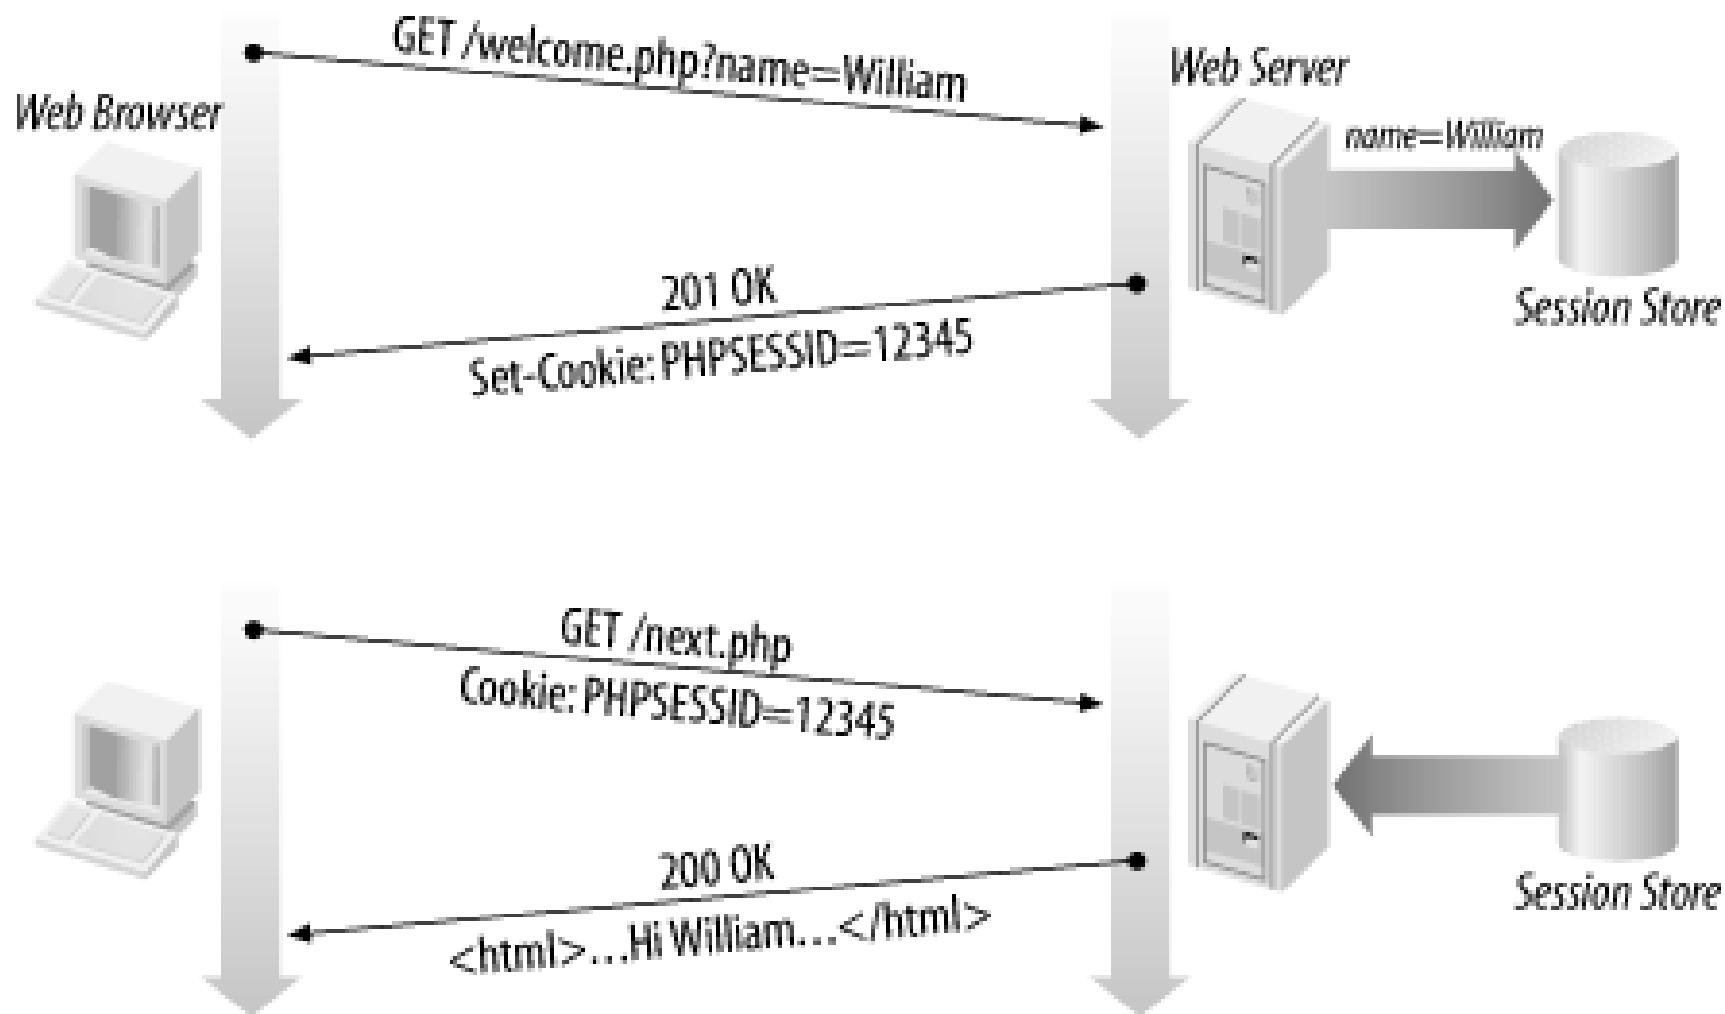 GET /welcome.php?name=William
Web Server
Web Browser
name=William
201 OK
Set-Cookie: PHPSESSID=12345
Session Store
GET /next.php
Cookie: PHPSESSID=12345
200 OK
<html>...Hi William...</html>
Session Store